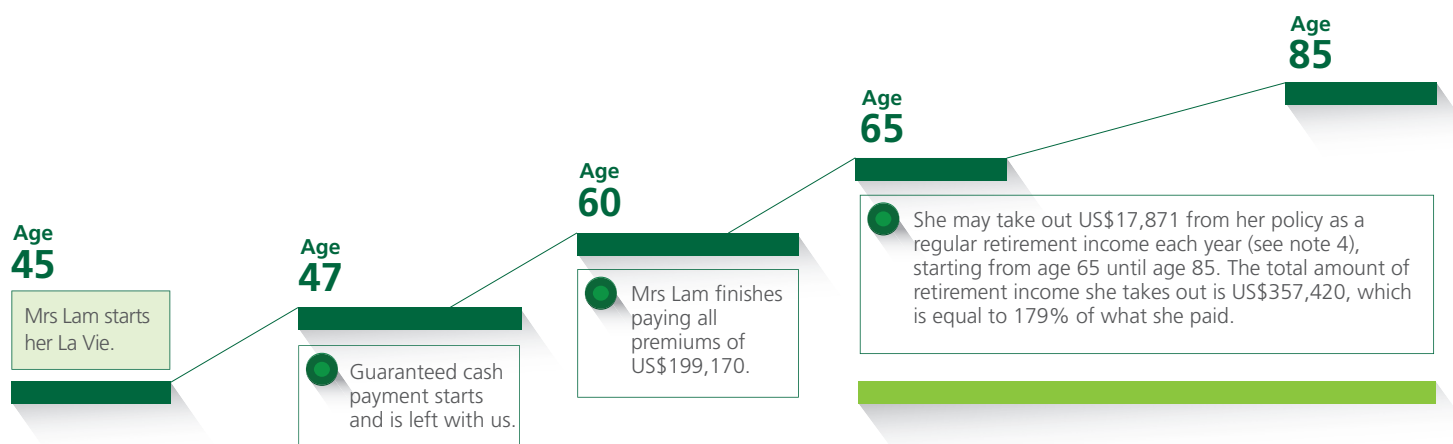 Age
45
Mrs Lam starts
her La Vie.
Age
47
Guaranteed cash
payment starts
and is left with us.
Age
60
Mrs Lam finishes
paying all
premiums of
US$199,170.
Age
65
She may take out US$17,871 from her policy as a
regular retirement income each year (see note 4),
starting from age 65 until age 85. The total amount of
retirement income she takes out is US$357,420, which
is equal to 179% of what she paid.
Age
85